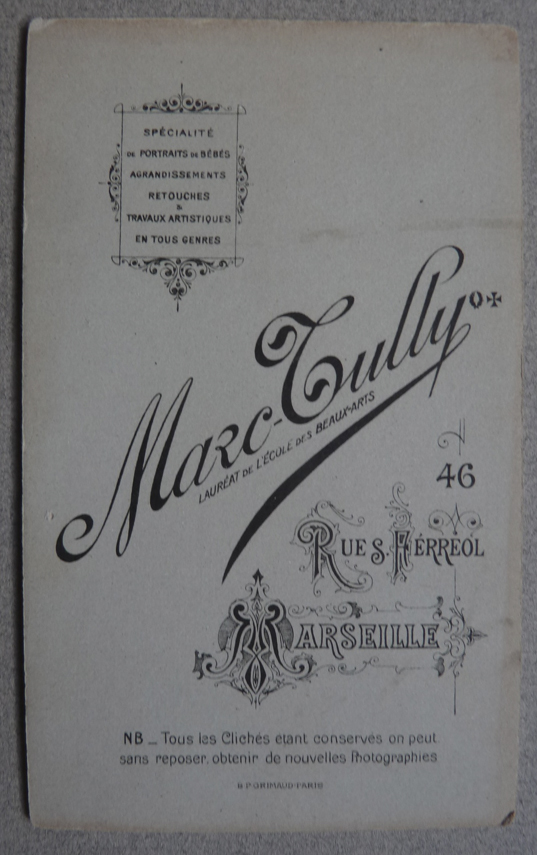 SPÉCIALITÉ
DE PORTRAITS DE BÉBÉS
AGRANDISSEMENTS
RETOUCHES
&
TRAVAUX ARTISTIQUES
EN TOUS GENRES
Marc-Tully
LAURÉAT DE L'ÉCOLE DES BEAUX-ARTS
46
RUE S. FÉRRÉOL
MARSEILLE
NB _ Tous les Clichés étant conservés on peut
sans reposer, obtenir de nouvelles Photographies
B P GRIMAUD-PARIS